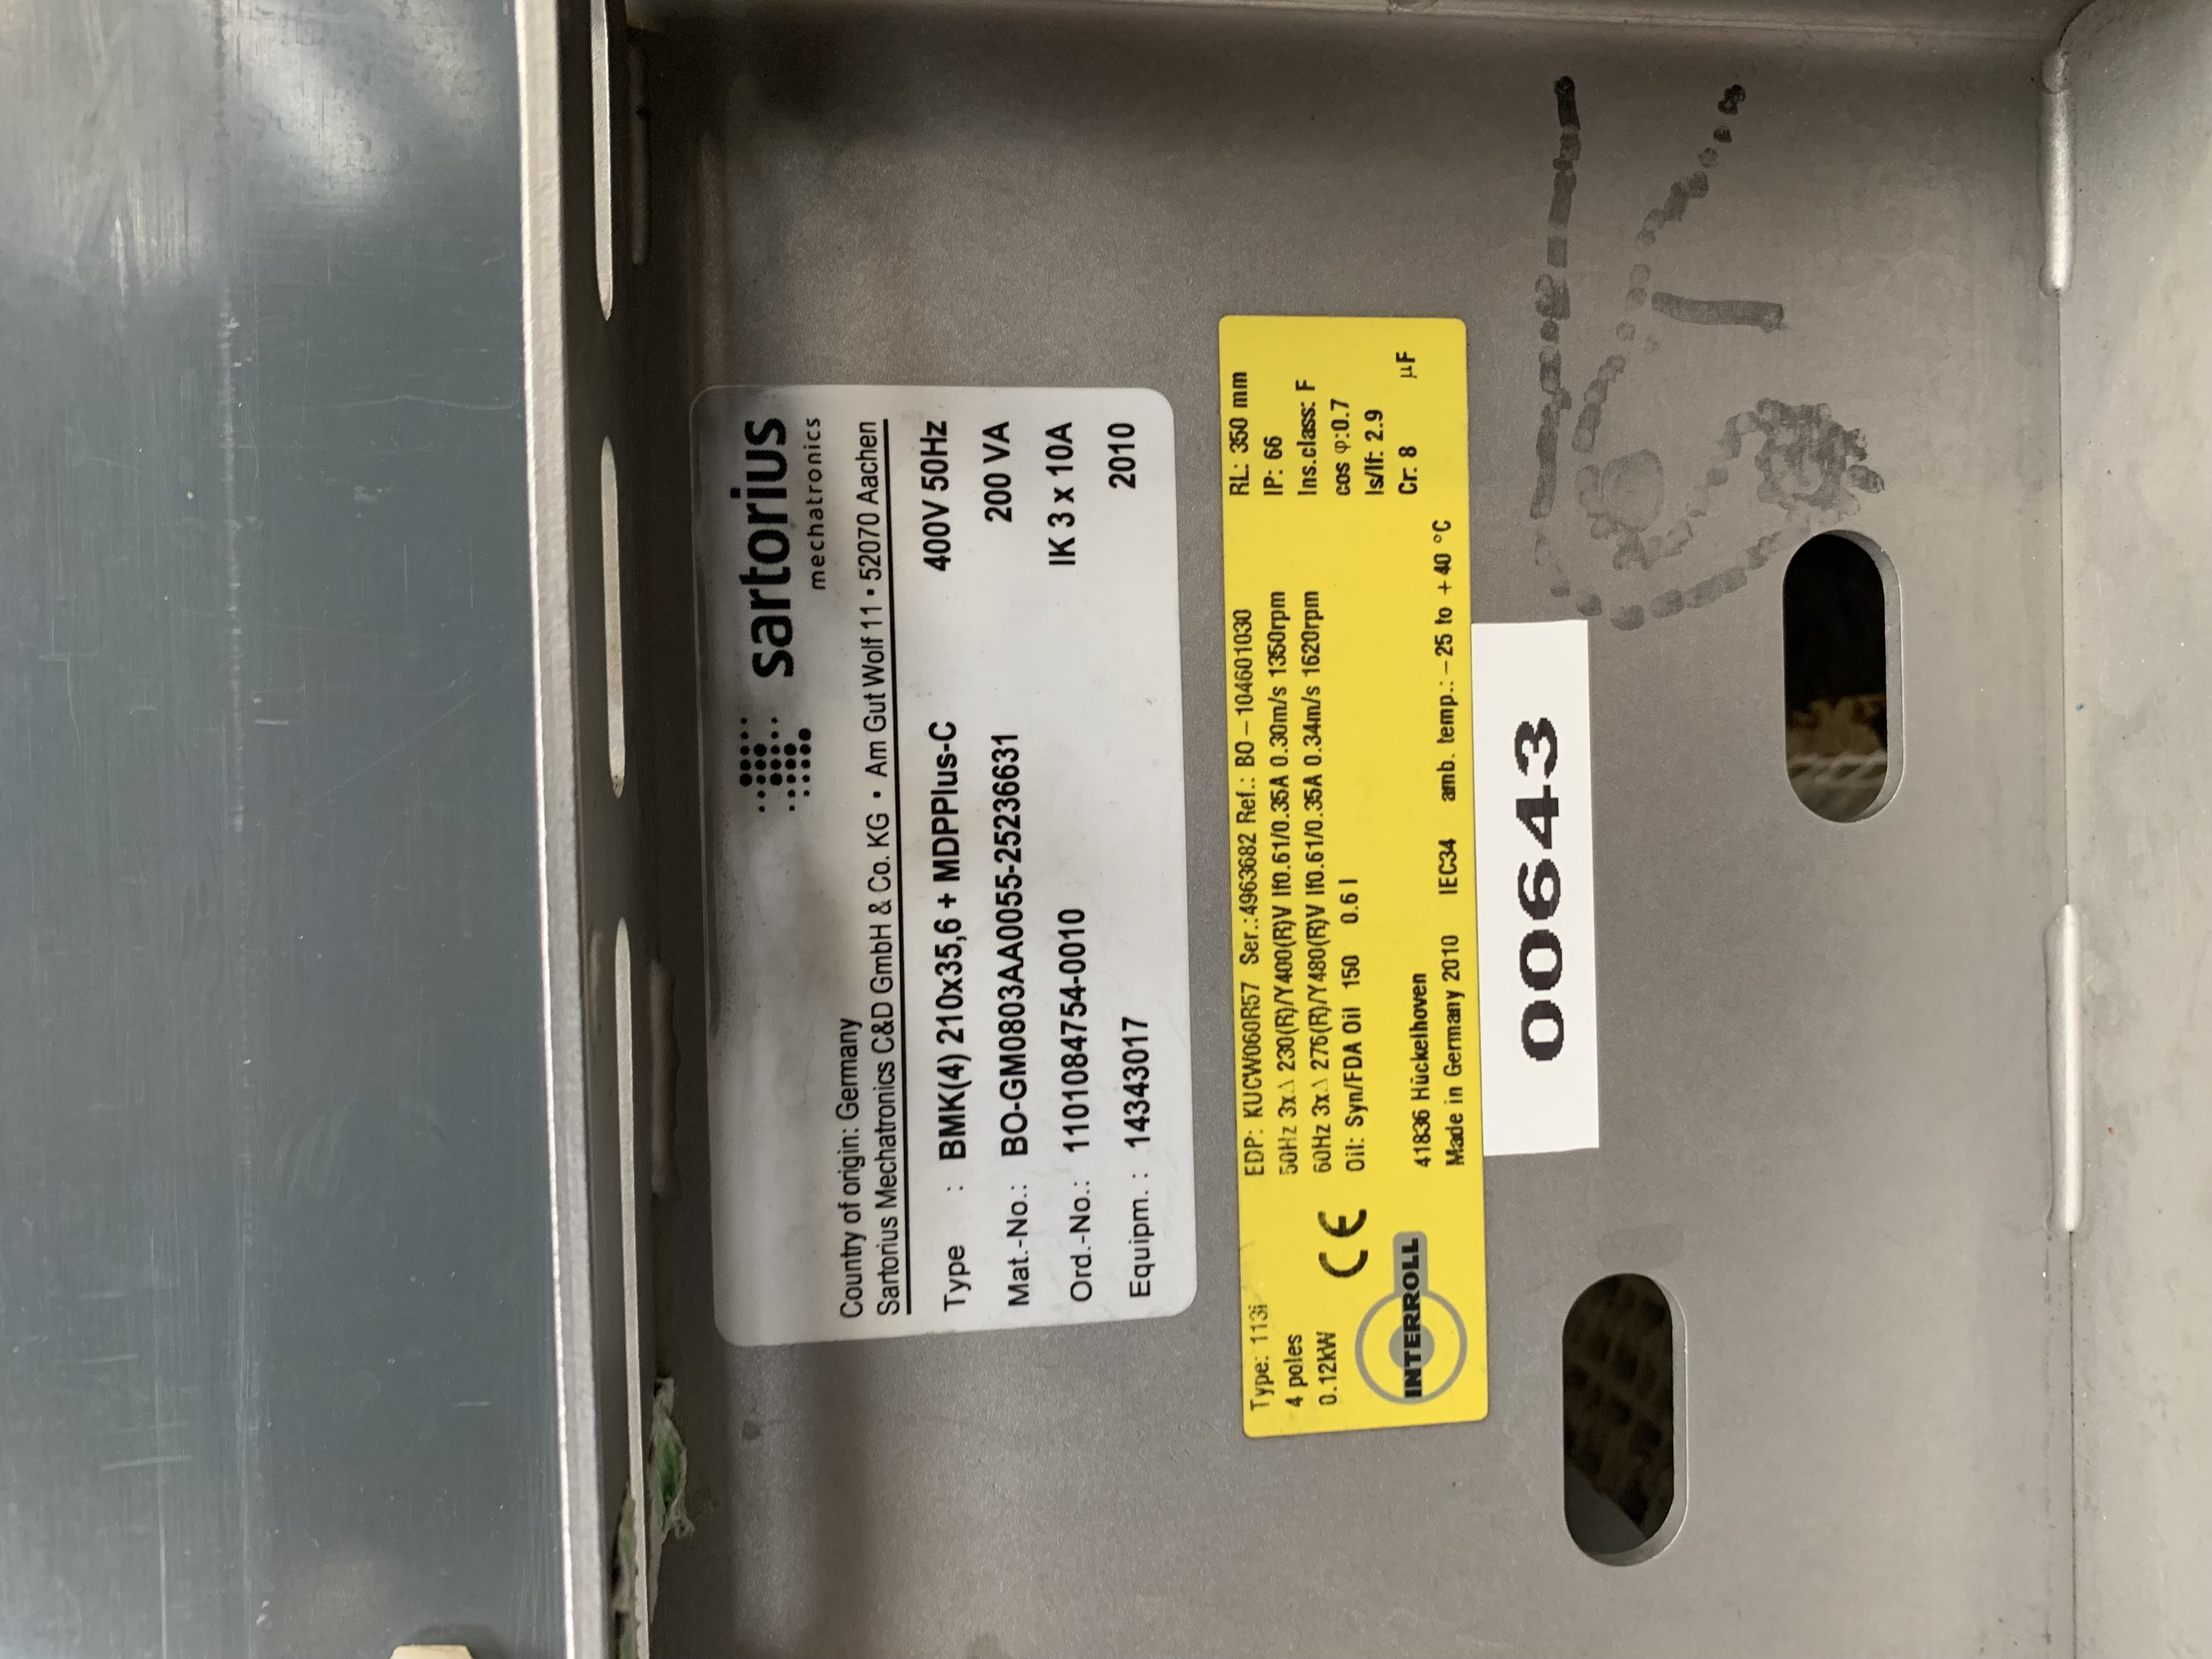 sartorius
mechatronics
Country of origin: Germany
Sartorius Mechatronics C&D GmbH & Co. KG • Am Gut Wolf 11 • 52070 Aachen
Type : BMK(4) 210x35,6 + MDPPlus-C 400V 50Hz
Mat.-No.: BO-GM0803AA0055-25236631 200 VA
Ord.-No.: 1101084754-0010 IK 3 x 10A
Equipm. : 14343017 2010
Type: 113i EDP: KUCW060R57 Ser.:4963682 Ref.: BO-104601030 RL: 350 mm
4 poles 50Hz 3x△ 230(R)/Y400(R)V If0.61/0.35A 0.30m/s 1350rpm IP: 66
0.12kW 60Hz 3x△ 276(R)/Y480(R)V If0.61/0.35A 0.34m/s 1620rpm Ins.class: F
CE Oil: Syn/FDA Oil 150 0.6 l cos φ:0.7
Is/If: 2.9
INTERROLL 41836 Hückelhoven Cr: 8 µF
Made in Germany 2010 IEC34 amb. temp.: -25 to + 40 °C
00643